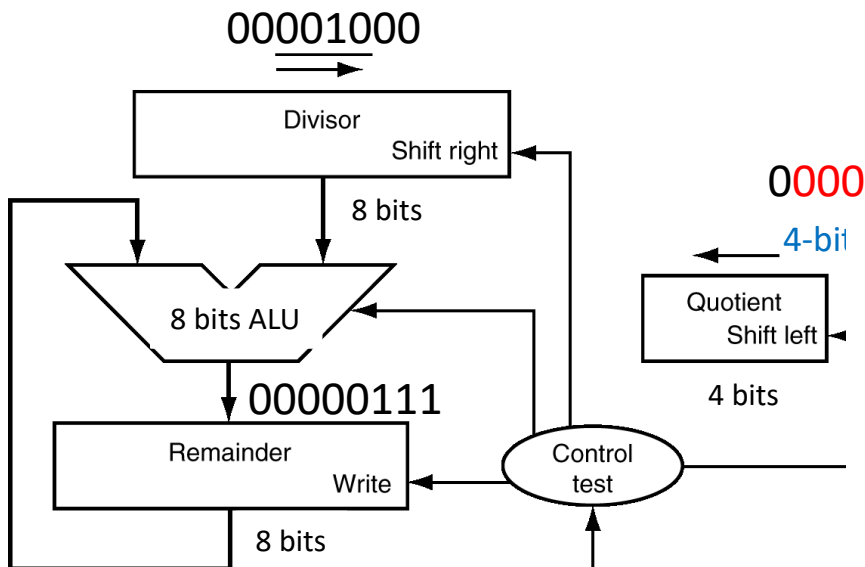 00001000
Divisor
Shift right
8 bits
0000
4-bit
8 bits ALU
Quotient
Shift left
4 bits
00000111
Remainder
Write
8 bits
Control
test